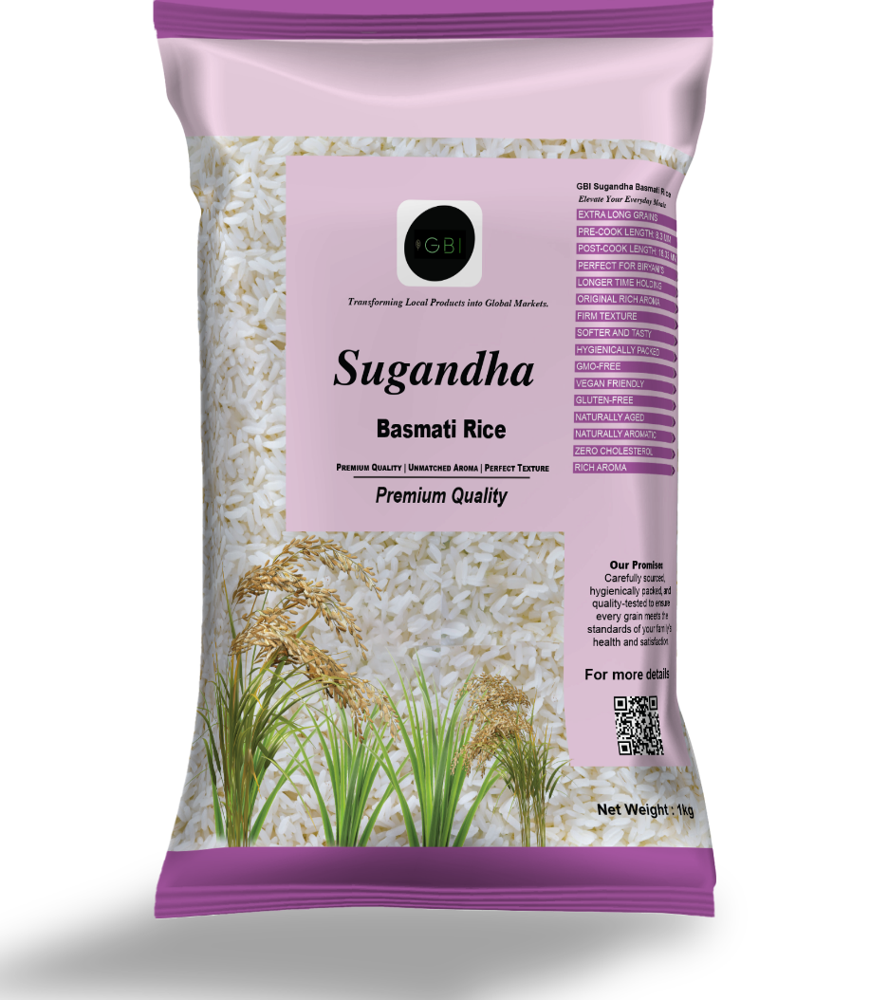 GBI
Transforming Local Products into Global Markets.
Sugandha
Basmati Rice
PREMIUM QUALITY | UNMATCHED AROMA | PERFECT TEXTURE
Premium Quality
GBI Sugandha Basmati Rice
Elevate Your Everyday Meals
EXTRA LONG GRAINS
PRE-COOK LENGTH: 8.3 MM
POST-COOK LENGTH:
PERFECT FOR BIRYANI'S
LONGER TIME HOLDING
ORIGINAL RICH AROMA
FIRM TEXTURE
SOFTER AND TASTY
HYGIENICALLY PACKED
GMO-FREE
VEGAN FRIENDLY
GLUTEN-FREE
NATURALLY AGED
NATURALLY AROMATIC
ZERO CHOLESTEROL
RICH AROMA
Our Promises
Carefully sourced,
hygienically packed, and
quality-tested to ensure
every grain meets the
standards of your family's
health and satisfaction
For more details
Net Weight : 1kg